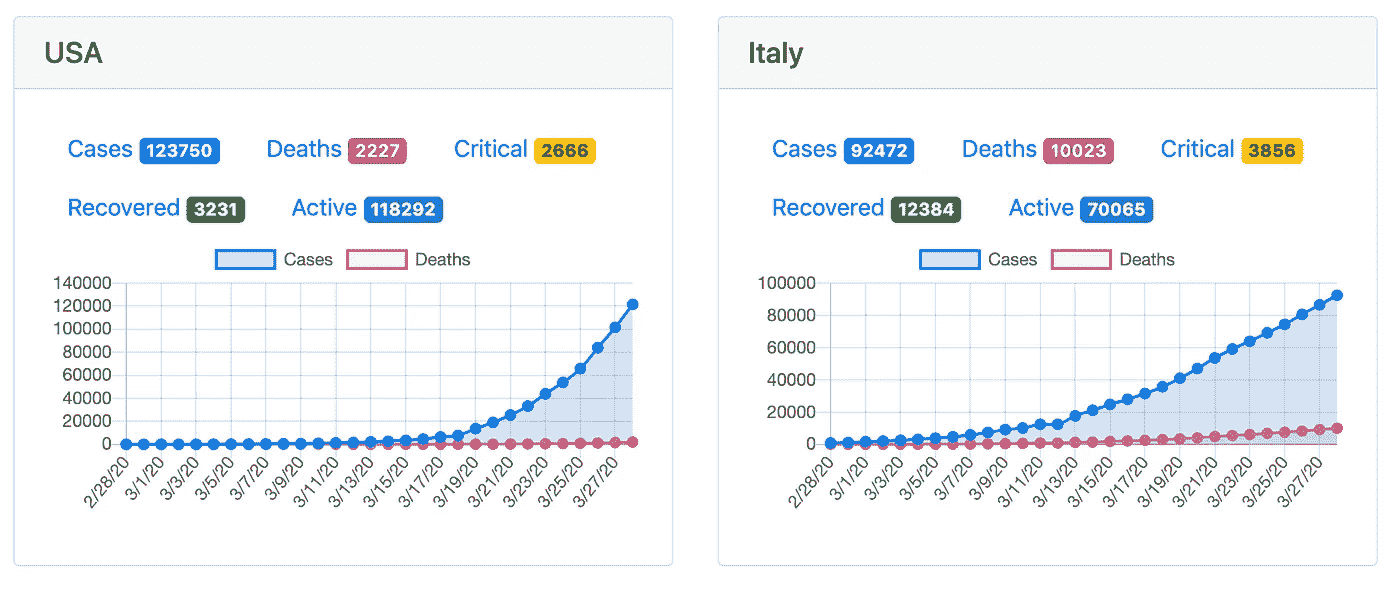 USA
Cases 123750 Deaths 2227 Critical 2666
Recovered 3231 Active 118292
Cases Deaths
140000
120000
100000
80000
60000
40000
20000
0
2/28/20 3/1/20 3/3/20 3/5/20 3/7/20 3/9/20 3/11/20 3/13/20 3/15/20 3/17/20 3/19/20 3/21/20 3/23/20 3/25/20 3/27/20
Italy
Cases 92472 Deaths 10023 Critical 3856
Recovered 12384 Active 70065
Cases Deaths
100000
80000
60000
40000
20000
0
2/28/20 3/1/20 3/3/20 3/5/20 3/7/20 3/9/20 3/11/20 3/13/20 3/15/20 3/17/20 3/19/20 3/21/20 3/23/20 3/25/20 3/27/20